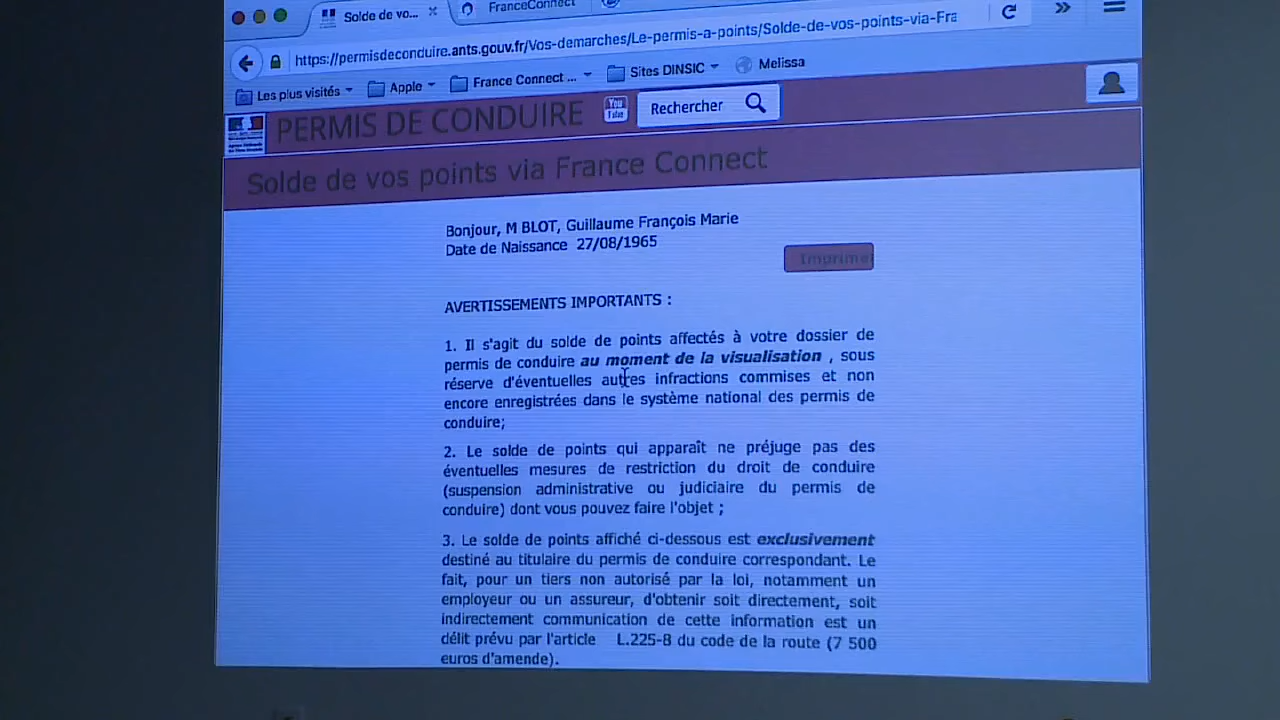 Solde de vo... ×
FranceConnect
https://permisdeconduire.ants.gouv.fr/Vos-demarches/Le-permis-a-points/Solde-de-vos-points-via-Fra
Les plus visités
Apple
France Connect ...
Sites DINSIC
Melissa
PERMIS DE CONDUIRE
You Tube
Rechercher
Solde de vos points via France Connect
Bonjour, M BLOT, Guillaume François Marie
Date de Naissance 27/08/1965
Imprimer
AVERTISSEMENTS IMPORTANTS :
1. Il s'agit du solde de points affectés à votre dossier de
permis de conduire au moment de la visualisation , sous
réserve d'éventuelles autres infractions commises et non
encore enregistrées dans le système national des permis de
conduire;
2. Le solde de points qui apparaît ne préjuge pas des
éventuelles mesures de restriction du droit de conduire
(suspension administrative ou judiciaire du permis de
conduire) dont vous pouvez faire l'objet ;
3. Le solde de points affiché ci-dessous est exclusivement
destiné au titulaire du permis de conduire correspondant. Le
fait, pour un tiers non autorisé par la loi, notamment un
employeur ou un assureur, d'obtenir soit directement, soit
indirectement communication de cette information est un
délit prévu par l'article L.225-8 du code de la route (7 500
euros d'amende).